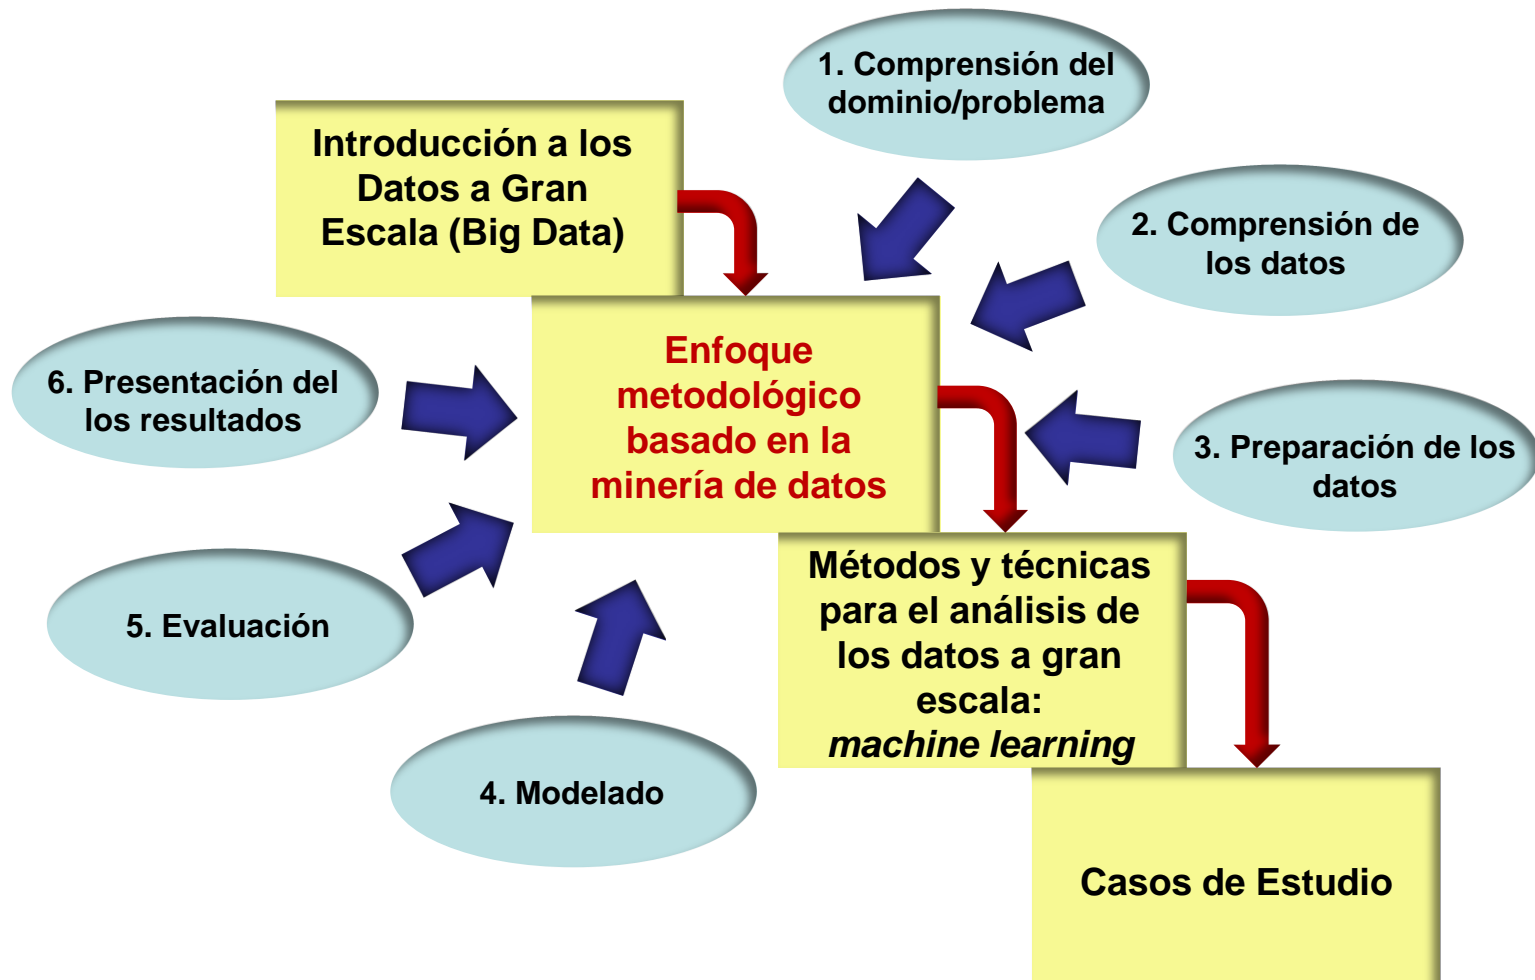 1. Comprensión del
dominio/problema
Introducción a los
Datos a Gran
Escala (Big Data)
2. Comprensión de
los datos
Enfoque
metodológico
basado en la
minería de datos
6. Presentación del
los resultados
3. Preparación de los
datos
Métodos y técnicas
para el análisis de
los datos a gran
escala:
machine learning
5. Evaluación
4. Modelado
Casos de Estudio